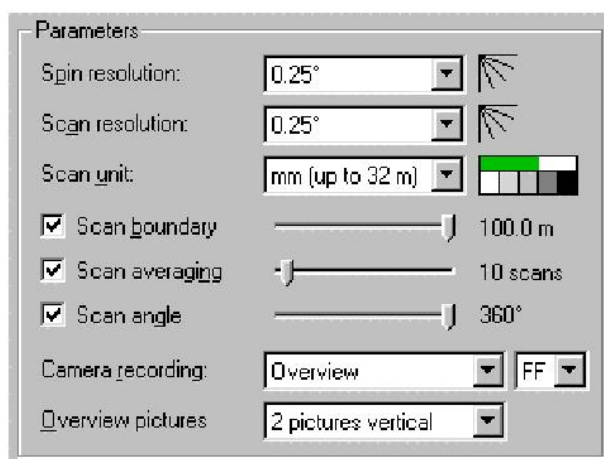 Parameters
Spin resolution: 0.25°
Scan resolution: 0.25°
Scan unit: mm (up to 32 m)
Scan boundary 100.0 m
Scan averaging 10 scans
Scan angle 360°
Camera recording: Overview FF
Overview pictures 2 pictures vertical